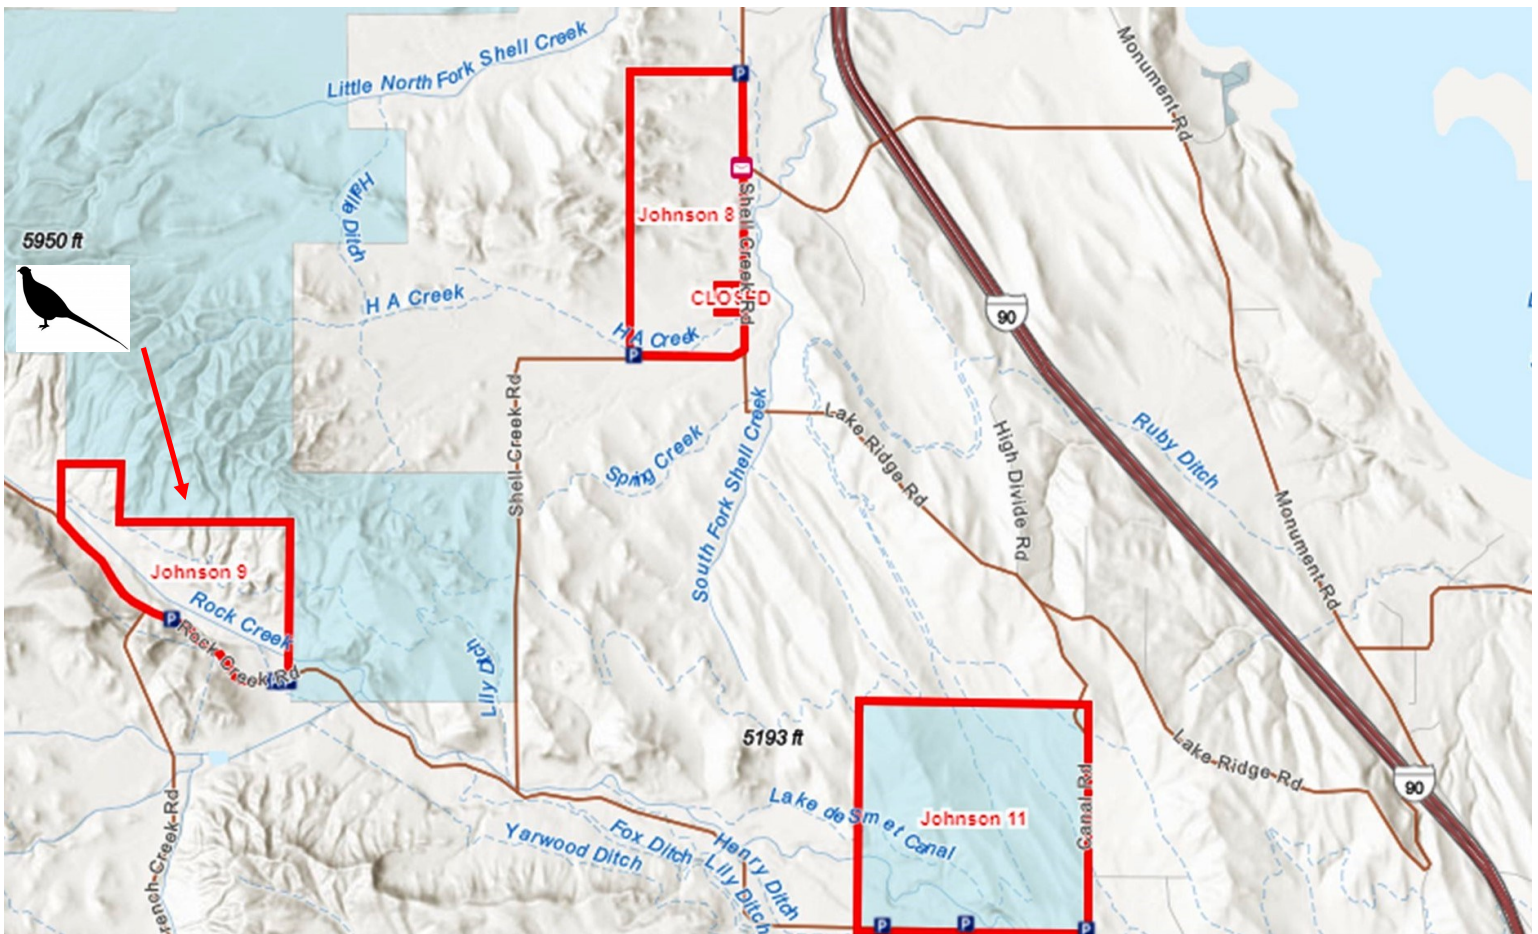 Little North Fork Shell Creek
Monument Rd
P
Halle Ditch
Johnson 8
Shell Creek Rd
5950 ft
H A Creek
CLOSED
90
H A Creek
P
Shell Creek Rd
South Fork Shell Creek
Lake Ridge Rd
High Divide Rd
Ruby Ditch
Spring Creek
Monument Rd
Johnson 9
Rock Creek
P
Rock Creek Rd
Lilly Ditch
5193 ft
Lake Ridge Rd
90
Canal Rd
Lake de Smet Canal
Johnson 11
French Creek Rd
Yarwood Ditch
Fox Ditch
Lilly Ditch
Henry Ditch
P
P
P